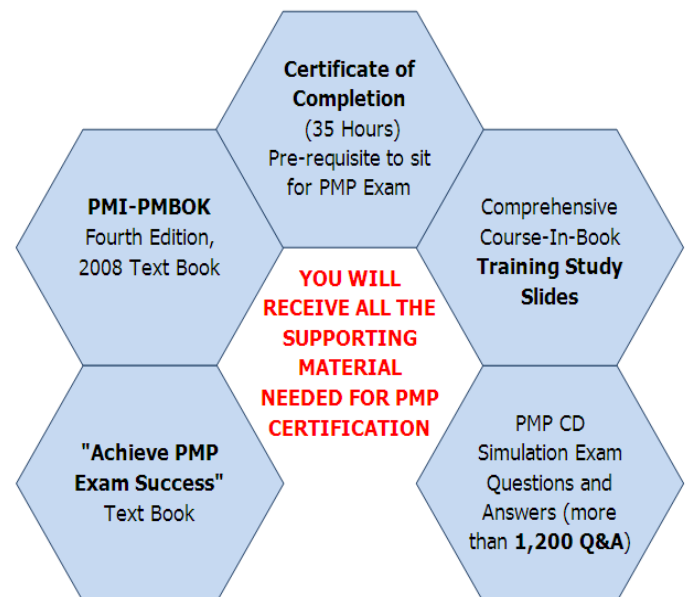 Certificate of
Completion
(35 Hours)
Pre-requisite to sit
for PMP Exam
PMI-PMBOK
Fourth Edition,
2008 Text Book
Comprehensive
Course-In-Book
Training Study
Slides
YOU WILL
RECEIVE ALL THE
SUPPORTING
MATERIAL
NEEDED FOR PMP
CERTIFICATION
"Achieve PMP
Exam Success"
Text Book
PMP CD
Simulation Exam
Questions and
Answers (more
than 1,200 Q&A)